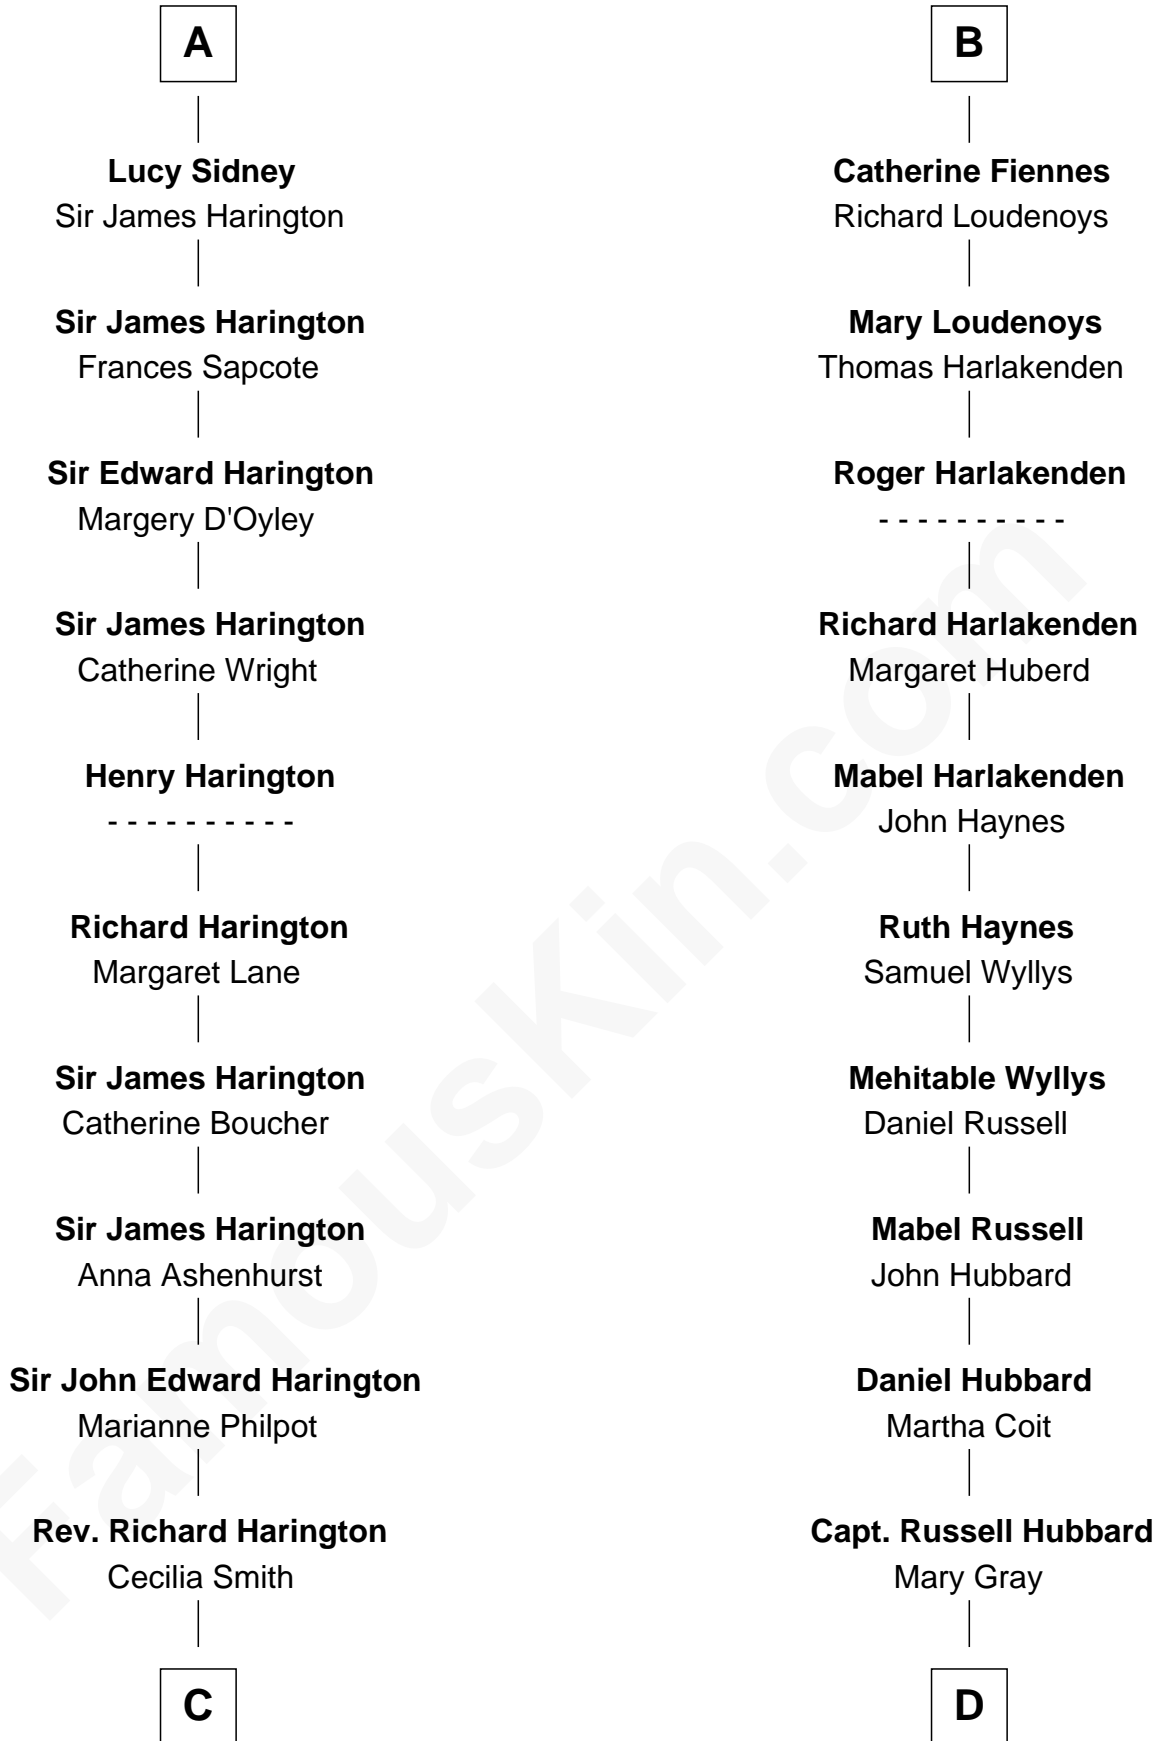 A
Lucy Sidney
Sir James Harington
Sir James Harington
Frances Sapcote
Sir Edward Harington
Margery D'Oyley
Sir James Harington
Catherine Wright
Henry Harington
- - - - - - - - - -
Richard Harington
Margaret Lane
Sir James Harington
Catherine Boucher
Sir James Harington
Anna Ashenhurst
Sir John Edward Harington
Marianne Philpot
Rev. Richard Harington
Cecilia Smith
C
B
Catherine Fiennes
Richard Loudenoys
Mary Loudenoys
Thomas Harlakenden
Roger Harlakenden
- - - - - - - - - -
Richard Harlakenden
Margaret Huberd
Mabel Harlakenden
John Haynes
Ruth Haynes
Samuel Wyllys
Mehitable Wyllys
Daniel Russell
Mabel Russell
John Hubbard
Daniel Hubbard
Martha Coit
Capt. Russell Hubbard
Mary Gray
D
FamousKin.com